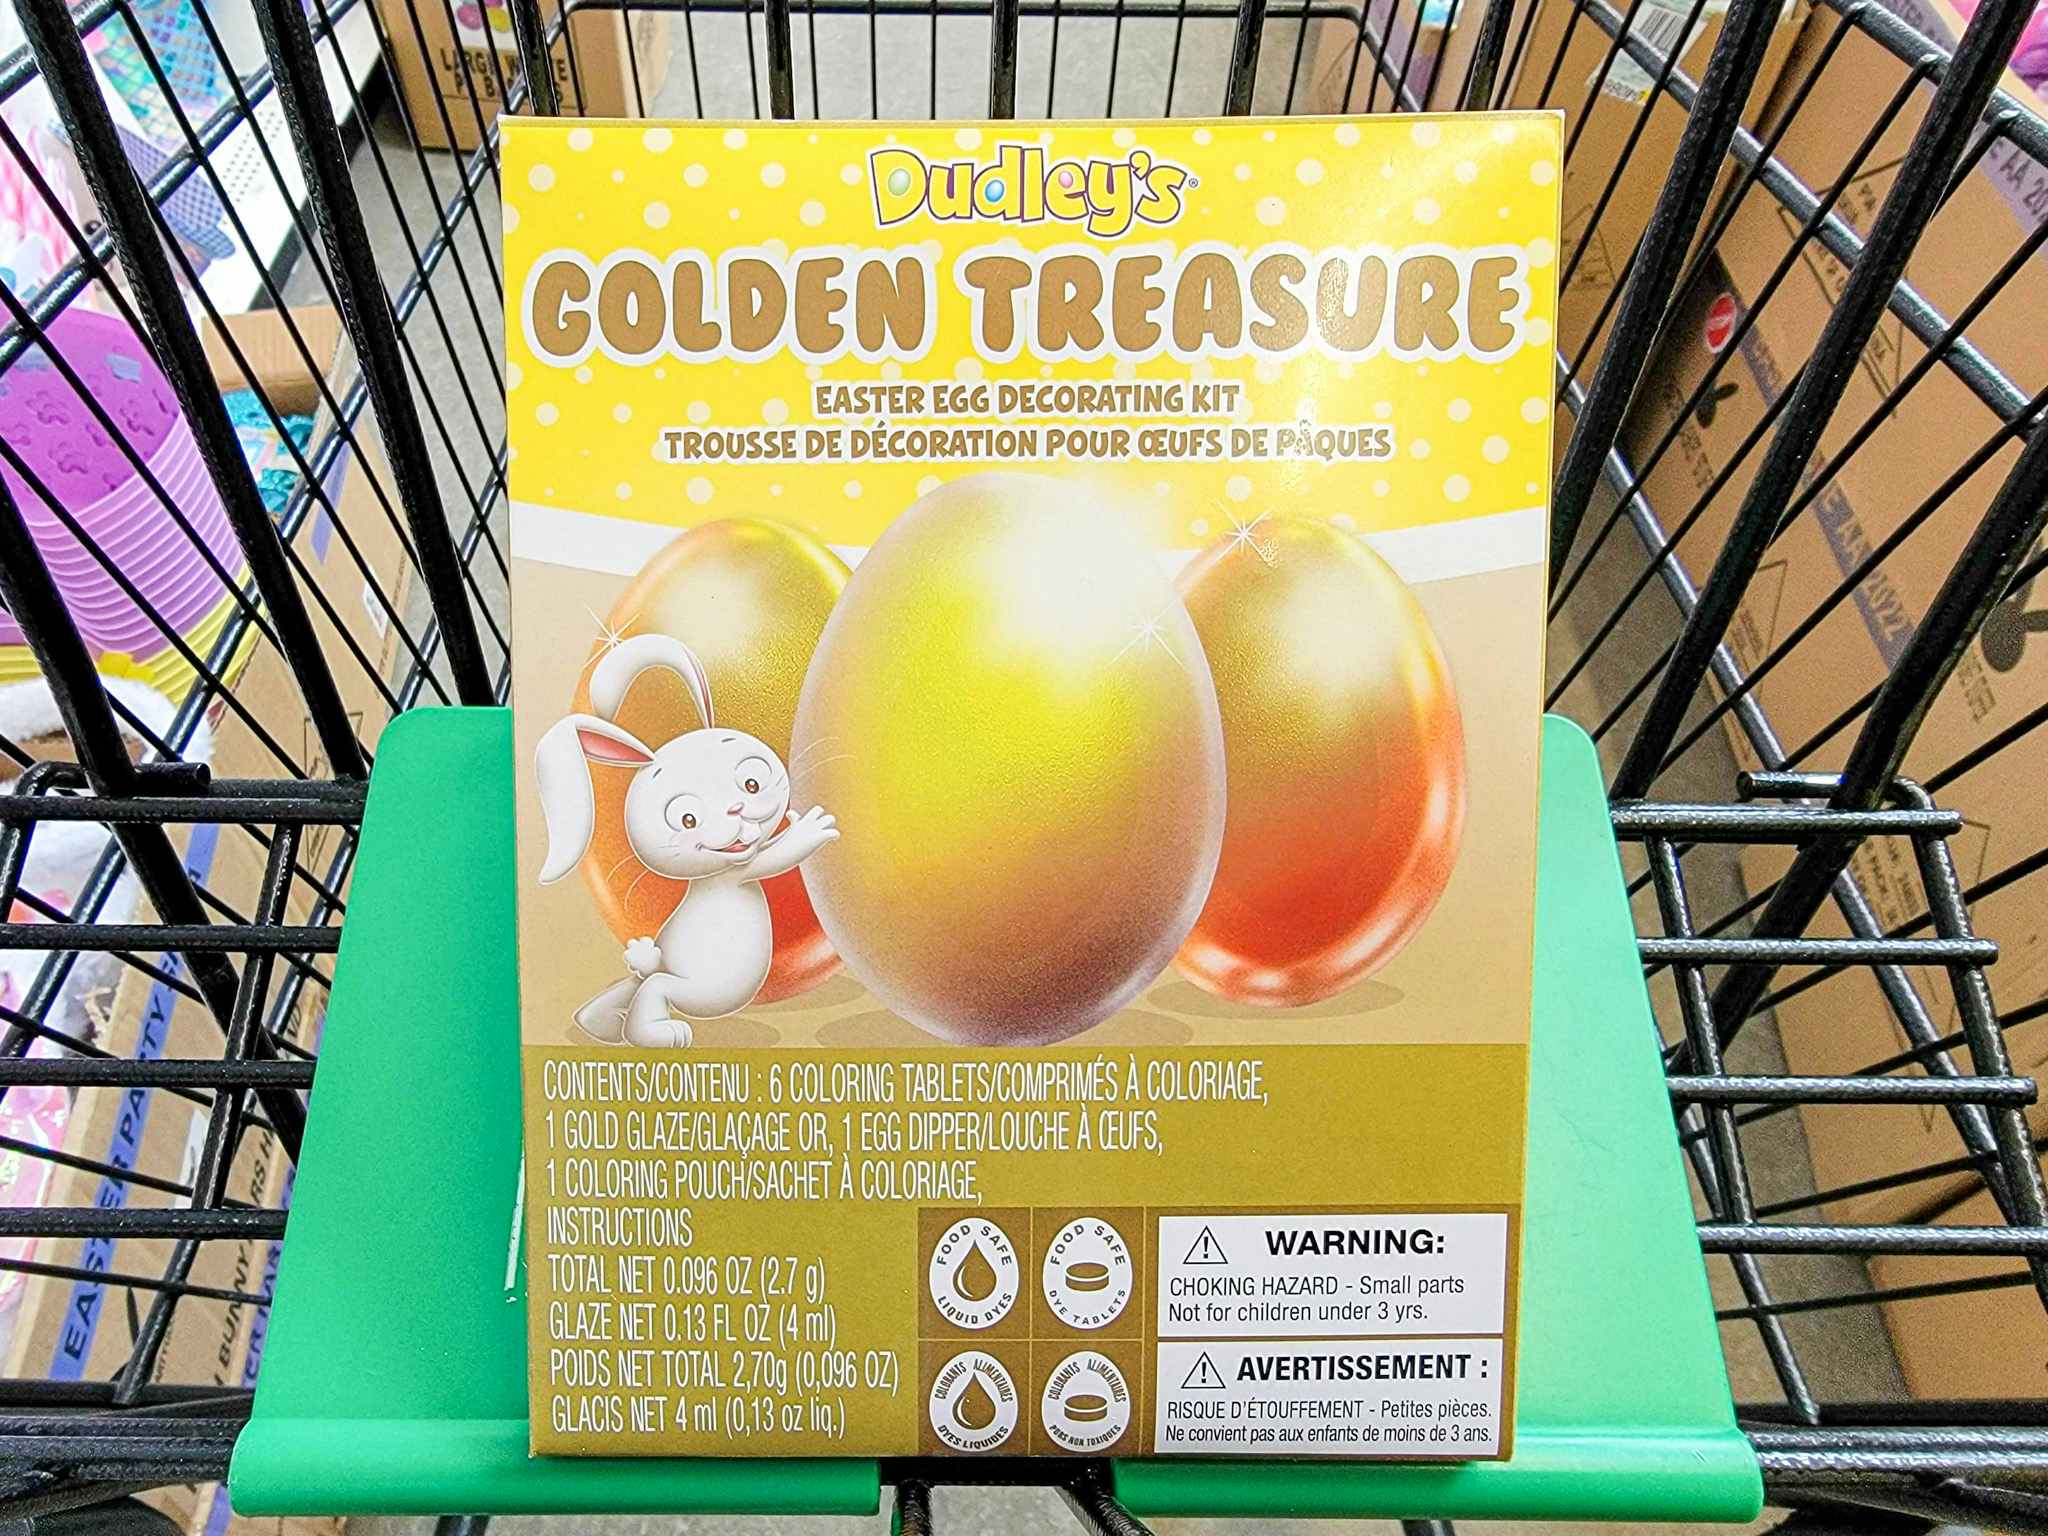 Dudley's®
GOLDEN TREASURE
EASTER EGG DECORATING KIT
TROUSSE DE DÉCORATION POUR ŒUFS DE PÂQUES
CONTENTS/CONTENU : 6 COLORING TABLETS/COMPRIMÉS À COLORIAGE,
1 GOLD GLAZE/GLAÇAGE OR, 1 EGG DIPPER/LOUCHE À ŒUFS,
1 COLORING POUCH/SACHET À COLORIAGE,
INSTRUCTIONS
TOTAL NET 0.096 OZ (2.7 g)
GLAZE NET 0.13 FL OZ (4 ml)
POIDS NET TOTAL 2,70g (0,096 OZ)
GLACIS NET 4 ml (0,13 oz liq.)
FOOD SAFE
LIQUID DYES
FOOD SAFE
DYE TABLETS
COLORANTS ALIMENTAIRES
LIQUIDES
COLORANTS ALIMENTAIRES
NON TOXIQUES
⚠ WARNING:
CHOKING HAZARD - Small parts
Not for children under 3 yrs.
⚠ AVERTISSEMENT :
RISQUE D'ÉTOUFFEMENT - Petites pièces.
Ne convient pas aux enfants de moins de 3 ans.
EASTER PARTY
BUNNY